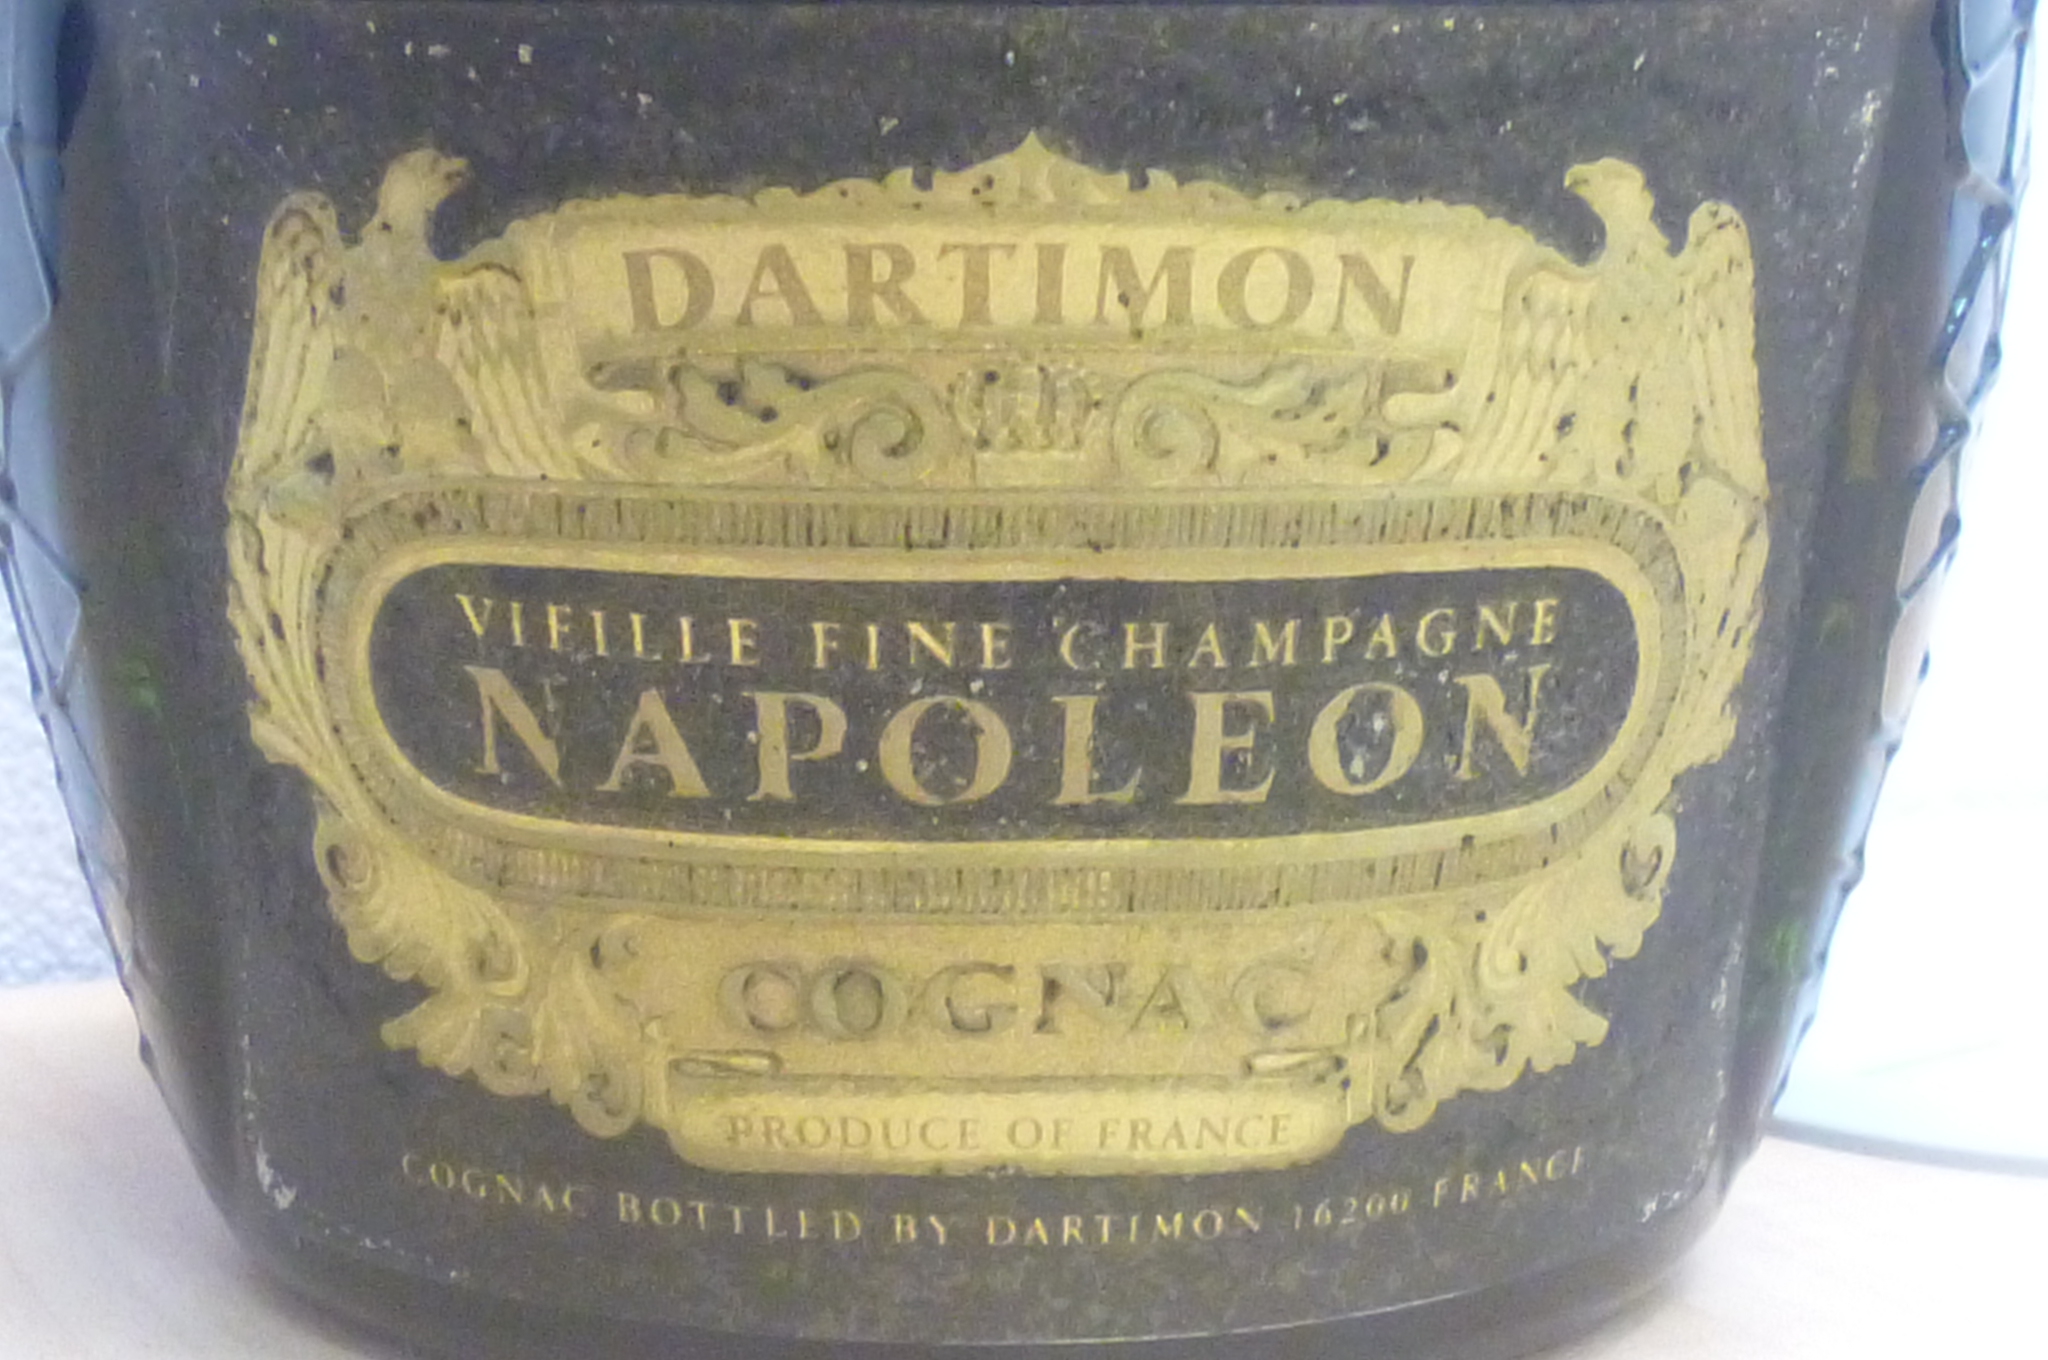 DARTIMON
VIEILLE FINE CHAMPAGNE
NAPOLEON
COGNAC
PRODUCE OF FRANCE
COGNAC BOTTLED BY DARTIMON 16200 FRANCE